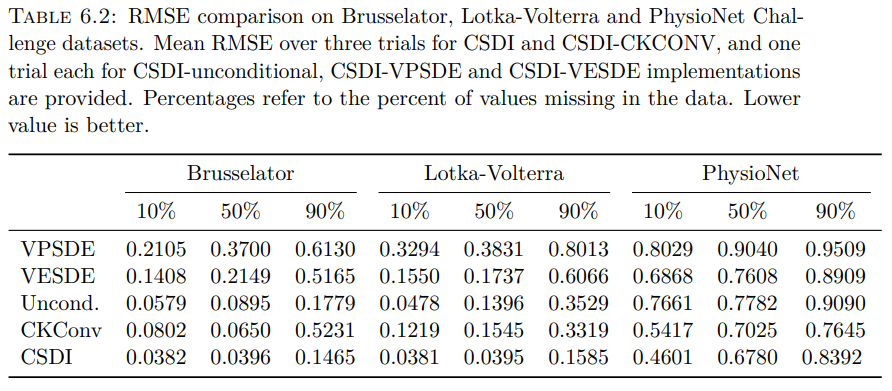 TABLE 6.2: RMSE comparison on Brusselator, Lotka-Volterra and PhysioNet Chal-
lenge datasets. Mean RMSE over three trials for CSDI and CSDI-CKCONV, and one
trial each for CSDI-unconditional, CSDI-VPSDE and CSDI-VESDE implementations
are provided. Percentages refer to the percent of values missing in the data. Lower
value is better.
Brusselator Lotka-Volterra PhysioNet
10% 50% 90% 10% 50% 90% 10% 50% 90%
VPSDE 0.2105 0.3700 0.6130 0.3294 0.3831 0.8013 0.8029 0.9040 0.9509
VESDE 0.1408 0.2149 0.5165 0.1550 0.1737 0.6066 0.6868 0.7608 0.8909
Uncond. 0.0579 0.0895 0.1779 0.0478 0.1396 0.3529 0.7661 0.7782 0.9090
CKConv 0.0802 0.0650 0.5231 0.1219 0.1545 0.3319 0.5417 0.7025 0.7645
CSDI 0.0382 0.0396 0.1465 0.0381 0.0395 0.1585 0.4601 0.6780 0.8392